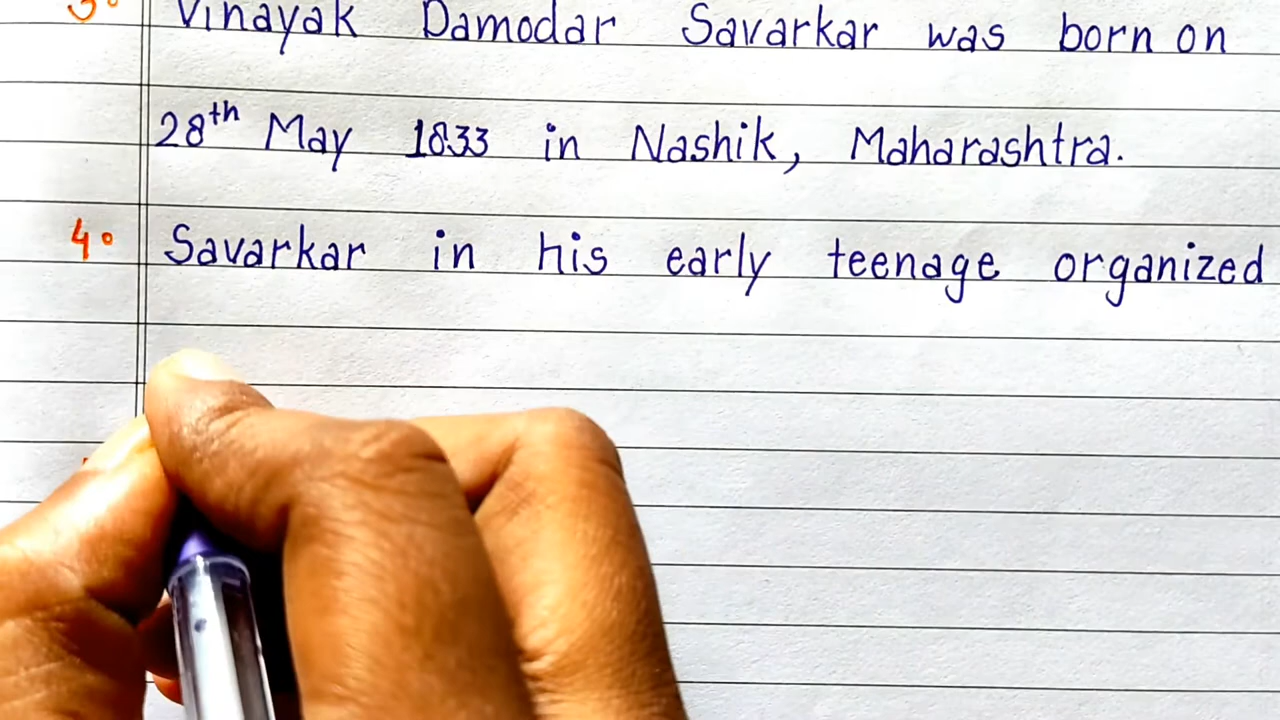 3. Vinayak Damodar Savarkar was born on
28th May 1833 in Nashik, Maharashtra.
4. Savarkar in his early teenage organized